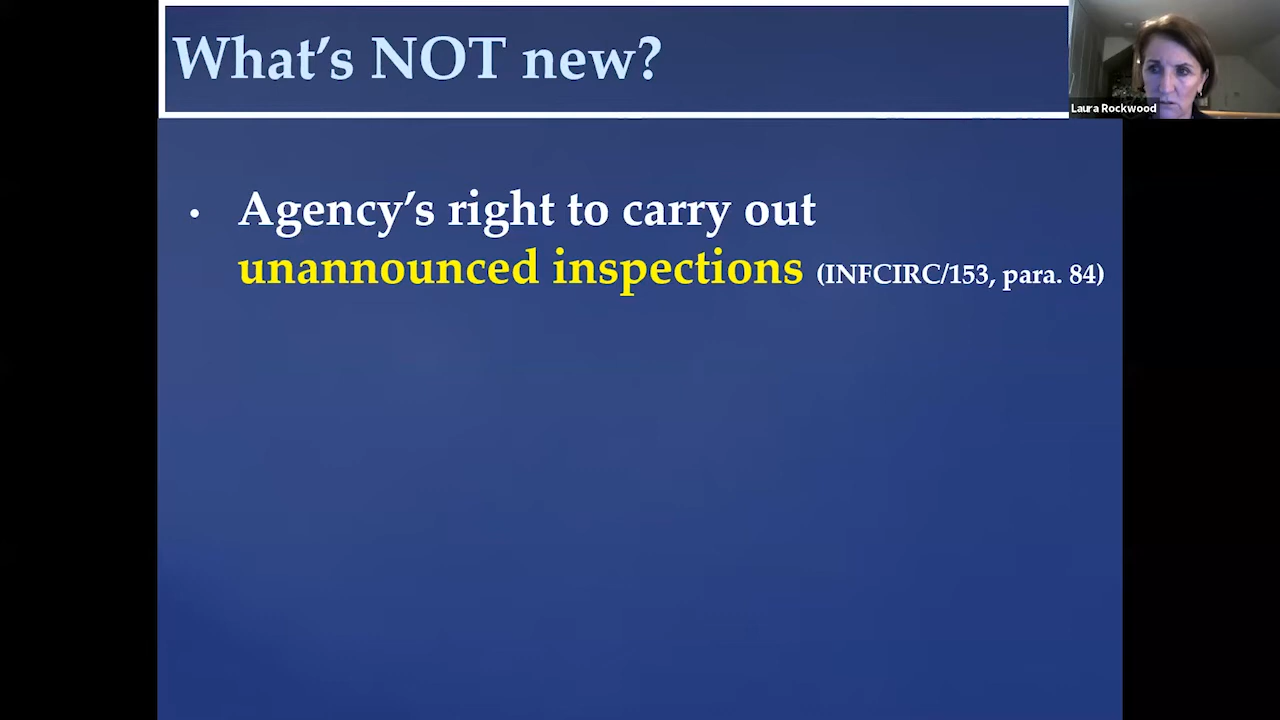 What's NOT new?
Laura Rockwood
• Agency's right to carry out
unannounced inspections (INFCIRC/153, para. 84)